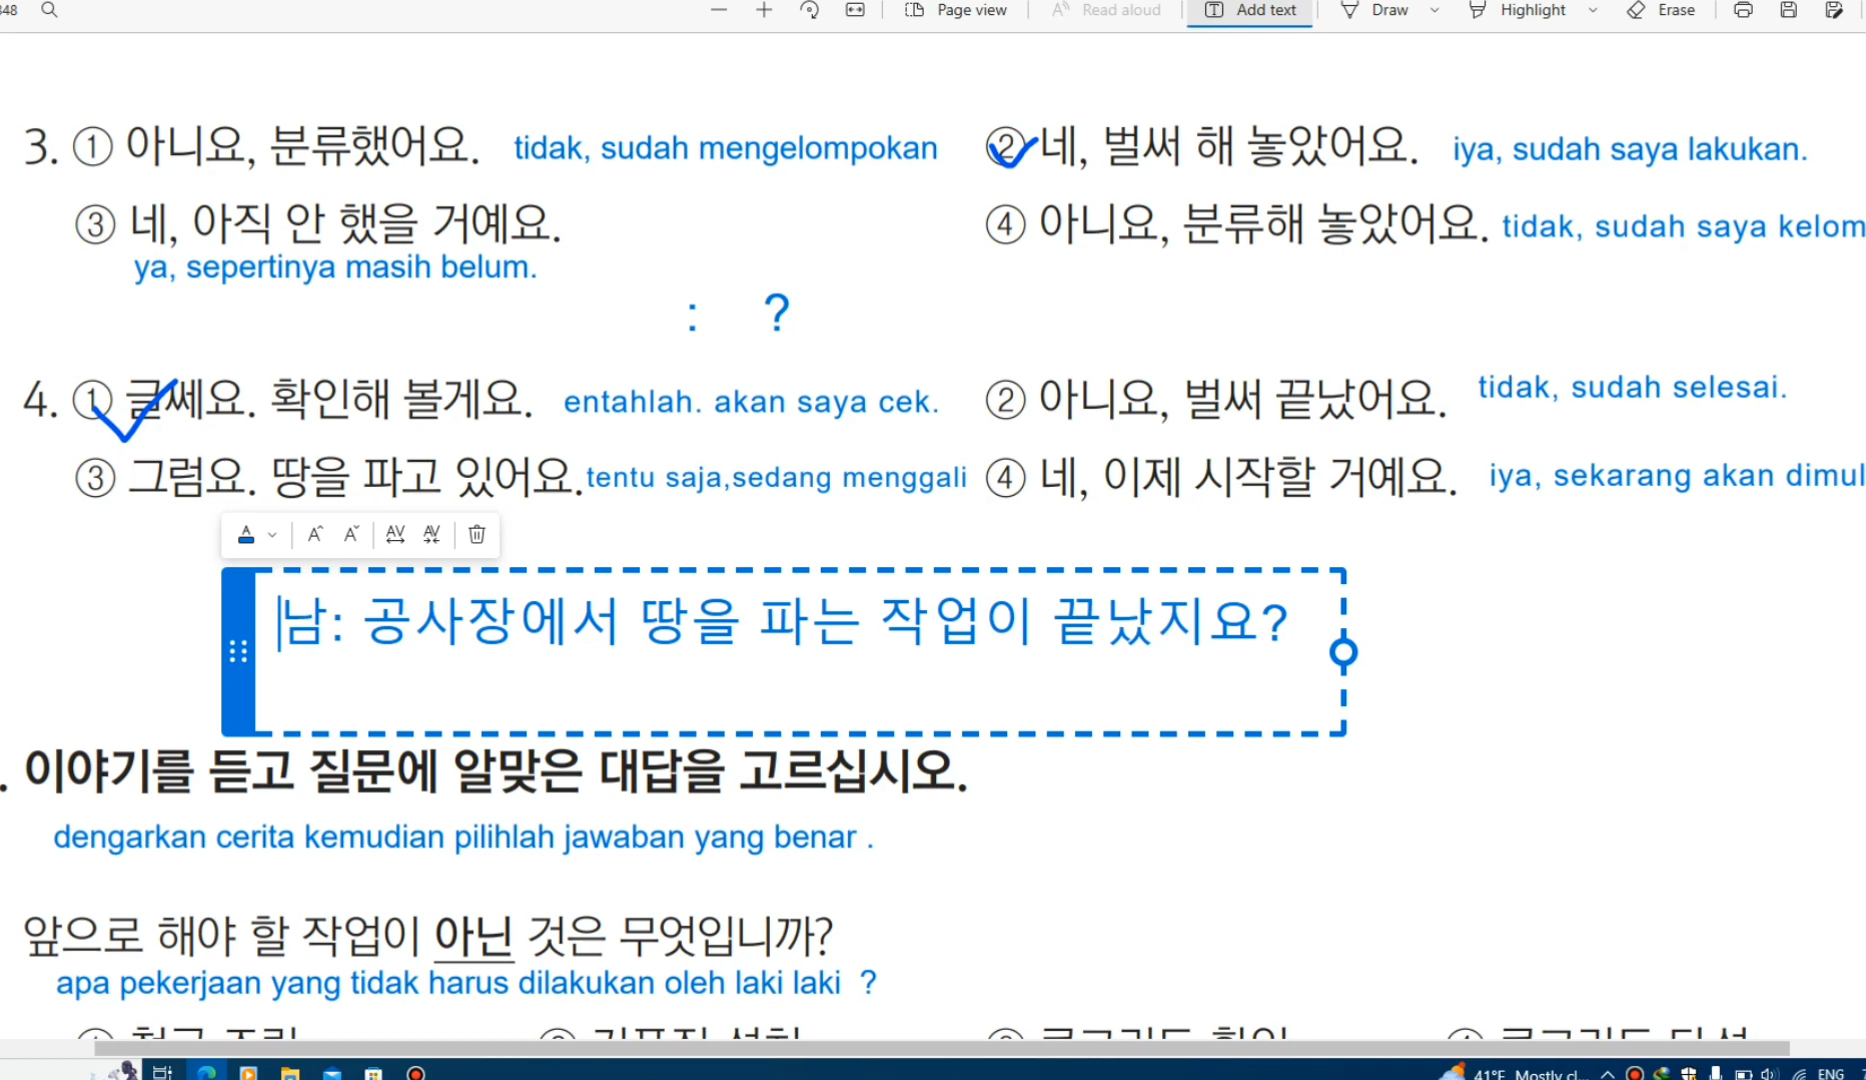 348 Page view Read aloud Add text Draw Highlight Erase
3. ① 아니요, 분류했어요. tidak, sudah mengelompokan ② 네, 벌써 해 놓았어요. iya, sudah saya lakukan.
③ 네, 아직 안 했을 거예요. ④ 아니요, 분류해 놓았어요. tidak, sudah saya kelom
ya, sepertinya masih belum.
: ?
4. ① 글쎄요. 확인해 볼게요. entahlah. akan saya cek. ② 아니요, 벌써 끝났어요. tidak, sudah selesai.
③ 그럼요. 땅을 파고 있어요. tentu saja,sedang menggali ④ 네, 이제 시작할 거예요. iya, sekarang akan dimul
남: 공사장에서 땅을 파는 작업이 끝났지요?
. 이야기를 듣고 질문에 알맞은 대답을 고르십시오.
dengarkan cerita kemudian pilihlah jawaban yang benar .
앞으로 해야 할 작업이 아닌 것은 무엇입니까?
apa pekerjaan yang tidak harus dilakukan oleh laki laki ?
41°F Mostly cl... ENG